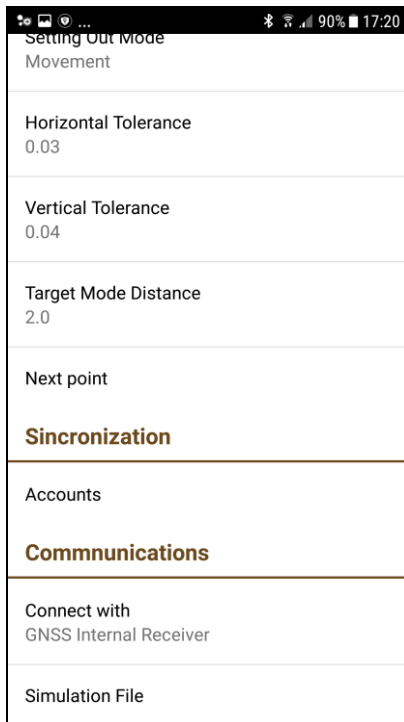 ... 90% 17:20
Setting Out Mode
Movement
Horizontal Tolerance
0.03
Vertical Tolerance
0.04
Target Mode Distance
2.0
Next point
Sincronization
Accounts
Commnunications
Connect with
GNSS Internal Receiver
Simulation File